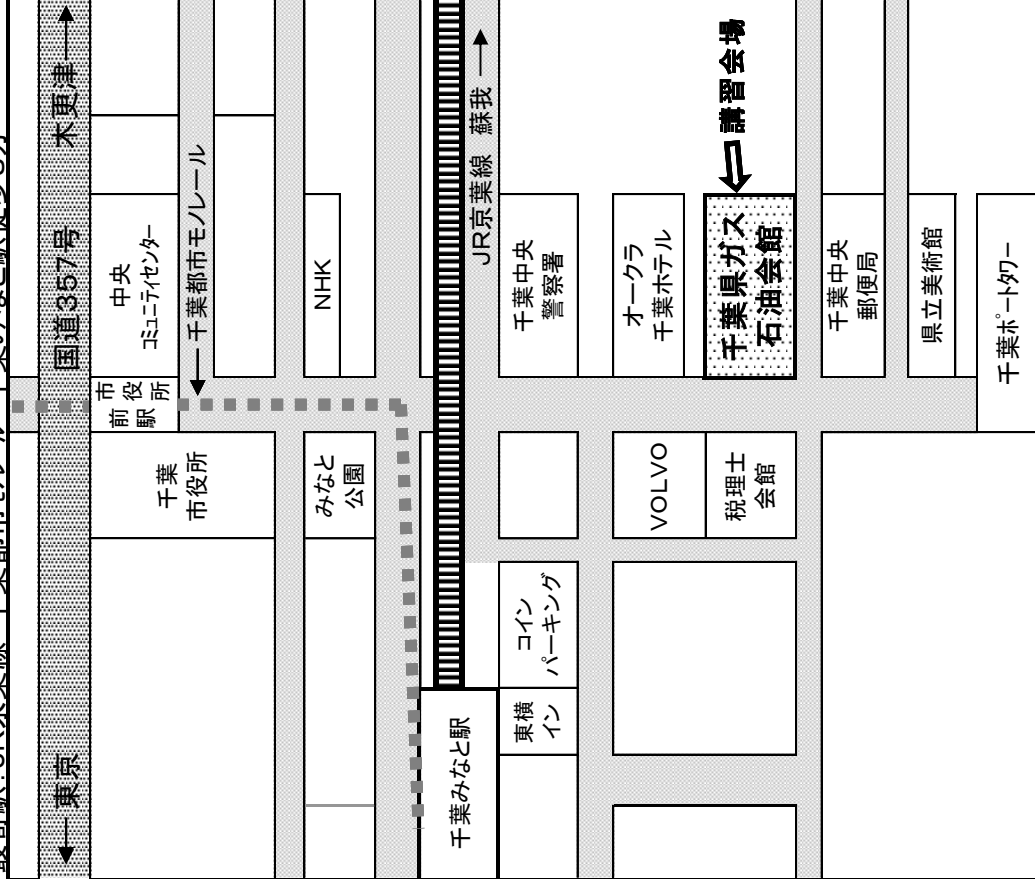 木更津
国道357号
東京
中央
コミュニティセンター
千葉都市モノレール
NHK
JR京葉線 蘇我
千葉中央
警察署
オークラ
千葉ホテル
講習会場
千葉県ガス
石油会館
千葉中央
郵便局
県立美術館
千葉ポートタワー
市役所
前駅
千葉
市役所
みなと
公園
VOLVO
税理士
会館
コイン
パーキング
東横
イン
千葉みなと駅